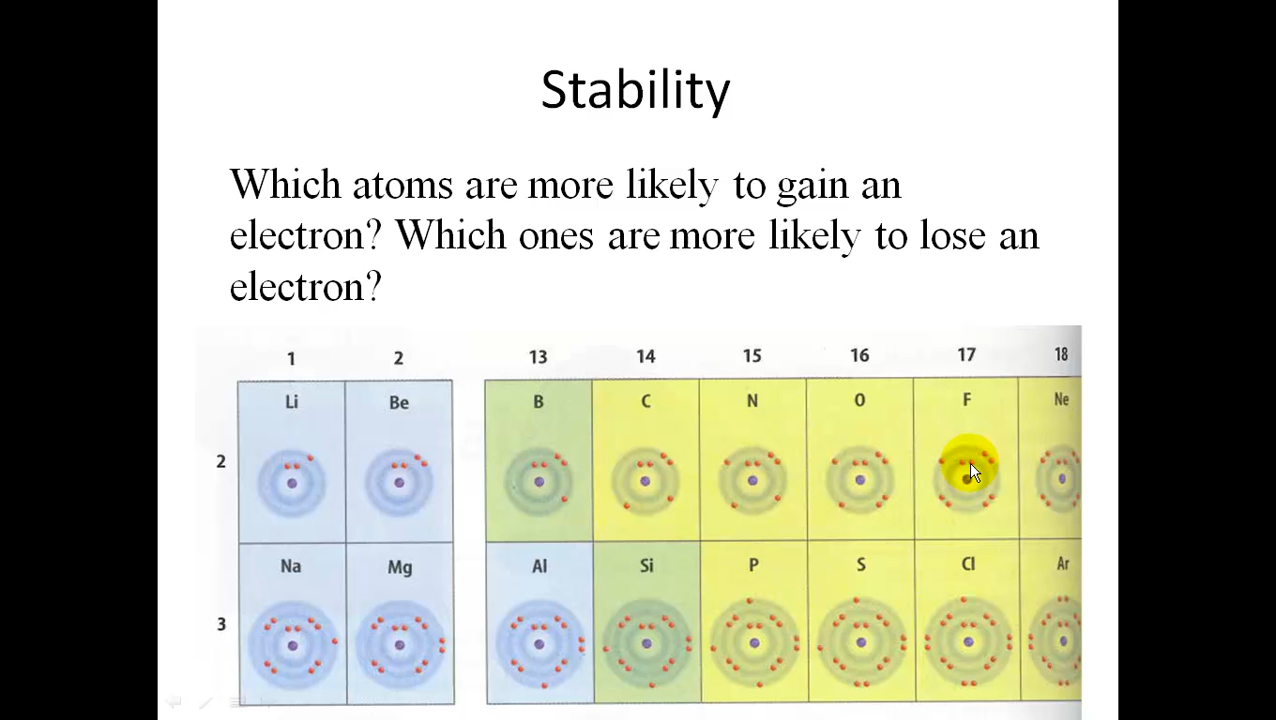 Stability
Which atoms are more likely to gain an
electron? Which ones are more likely to lose an
electron?
1 2 13 14 15 16 17 18
2 Li Be B C N O F Ne
3 Na Mg Al Si P S Cl Ar